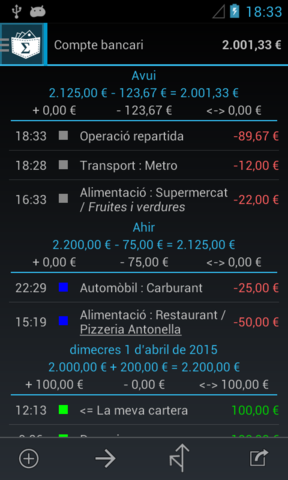 18:33
Σ
Compte bancari 2.001,33 €
Avui
2.125,00 € - 123,67 € = 2.001,33 €
+ 0,00 € - 123,67 € <-> 0,00 €
18:33 Operació repartida -89,67 €
18:28 Transport : Metro -12,00 €
16:33 Alimentació : Supermercat -22,00 €
/ Fruites i verdures
Ahir
2.200,00 € - 75,00 € = 2.125,00 €
+ 0,00 € - 75,00 € <-> 0,00 €
22:29 Automòbil : Carburant -25,00 €
15:19 Alimentació : Restaurant / -50,00 €
Pizzeria Antonella
dimecres 1 d'abril de 2015
2.000,00 € + 200,00 € = 2.200,00 €
+ 100,00 € - 0,00 € <-> 100,00 €
12:13 <= La meva cartera 100,00 €